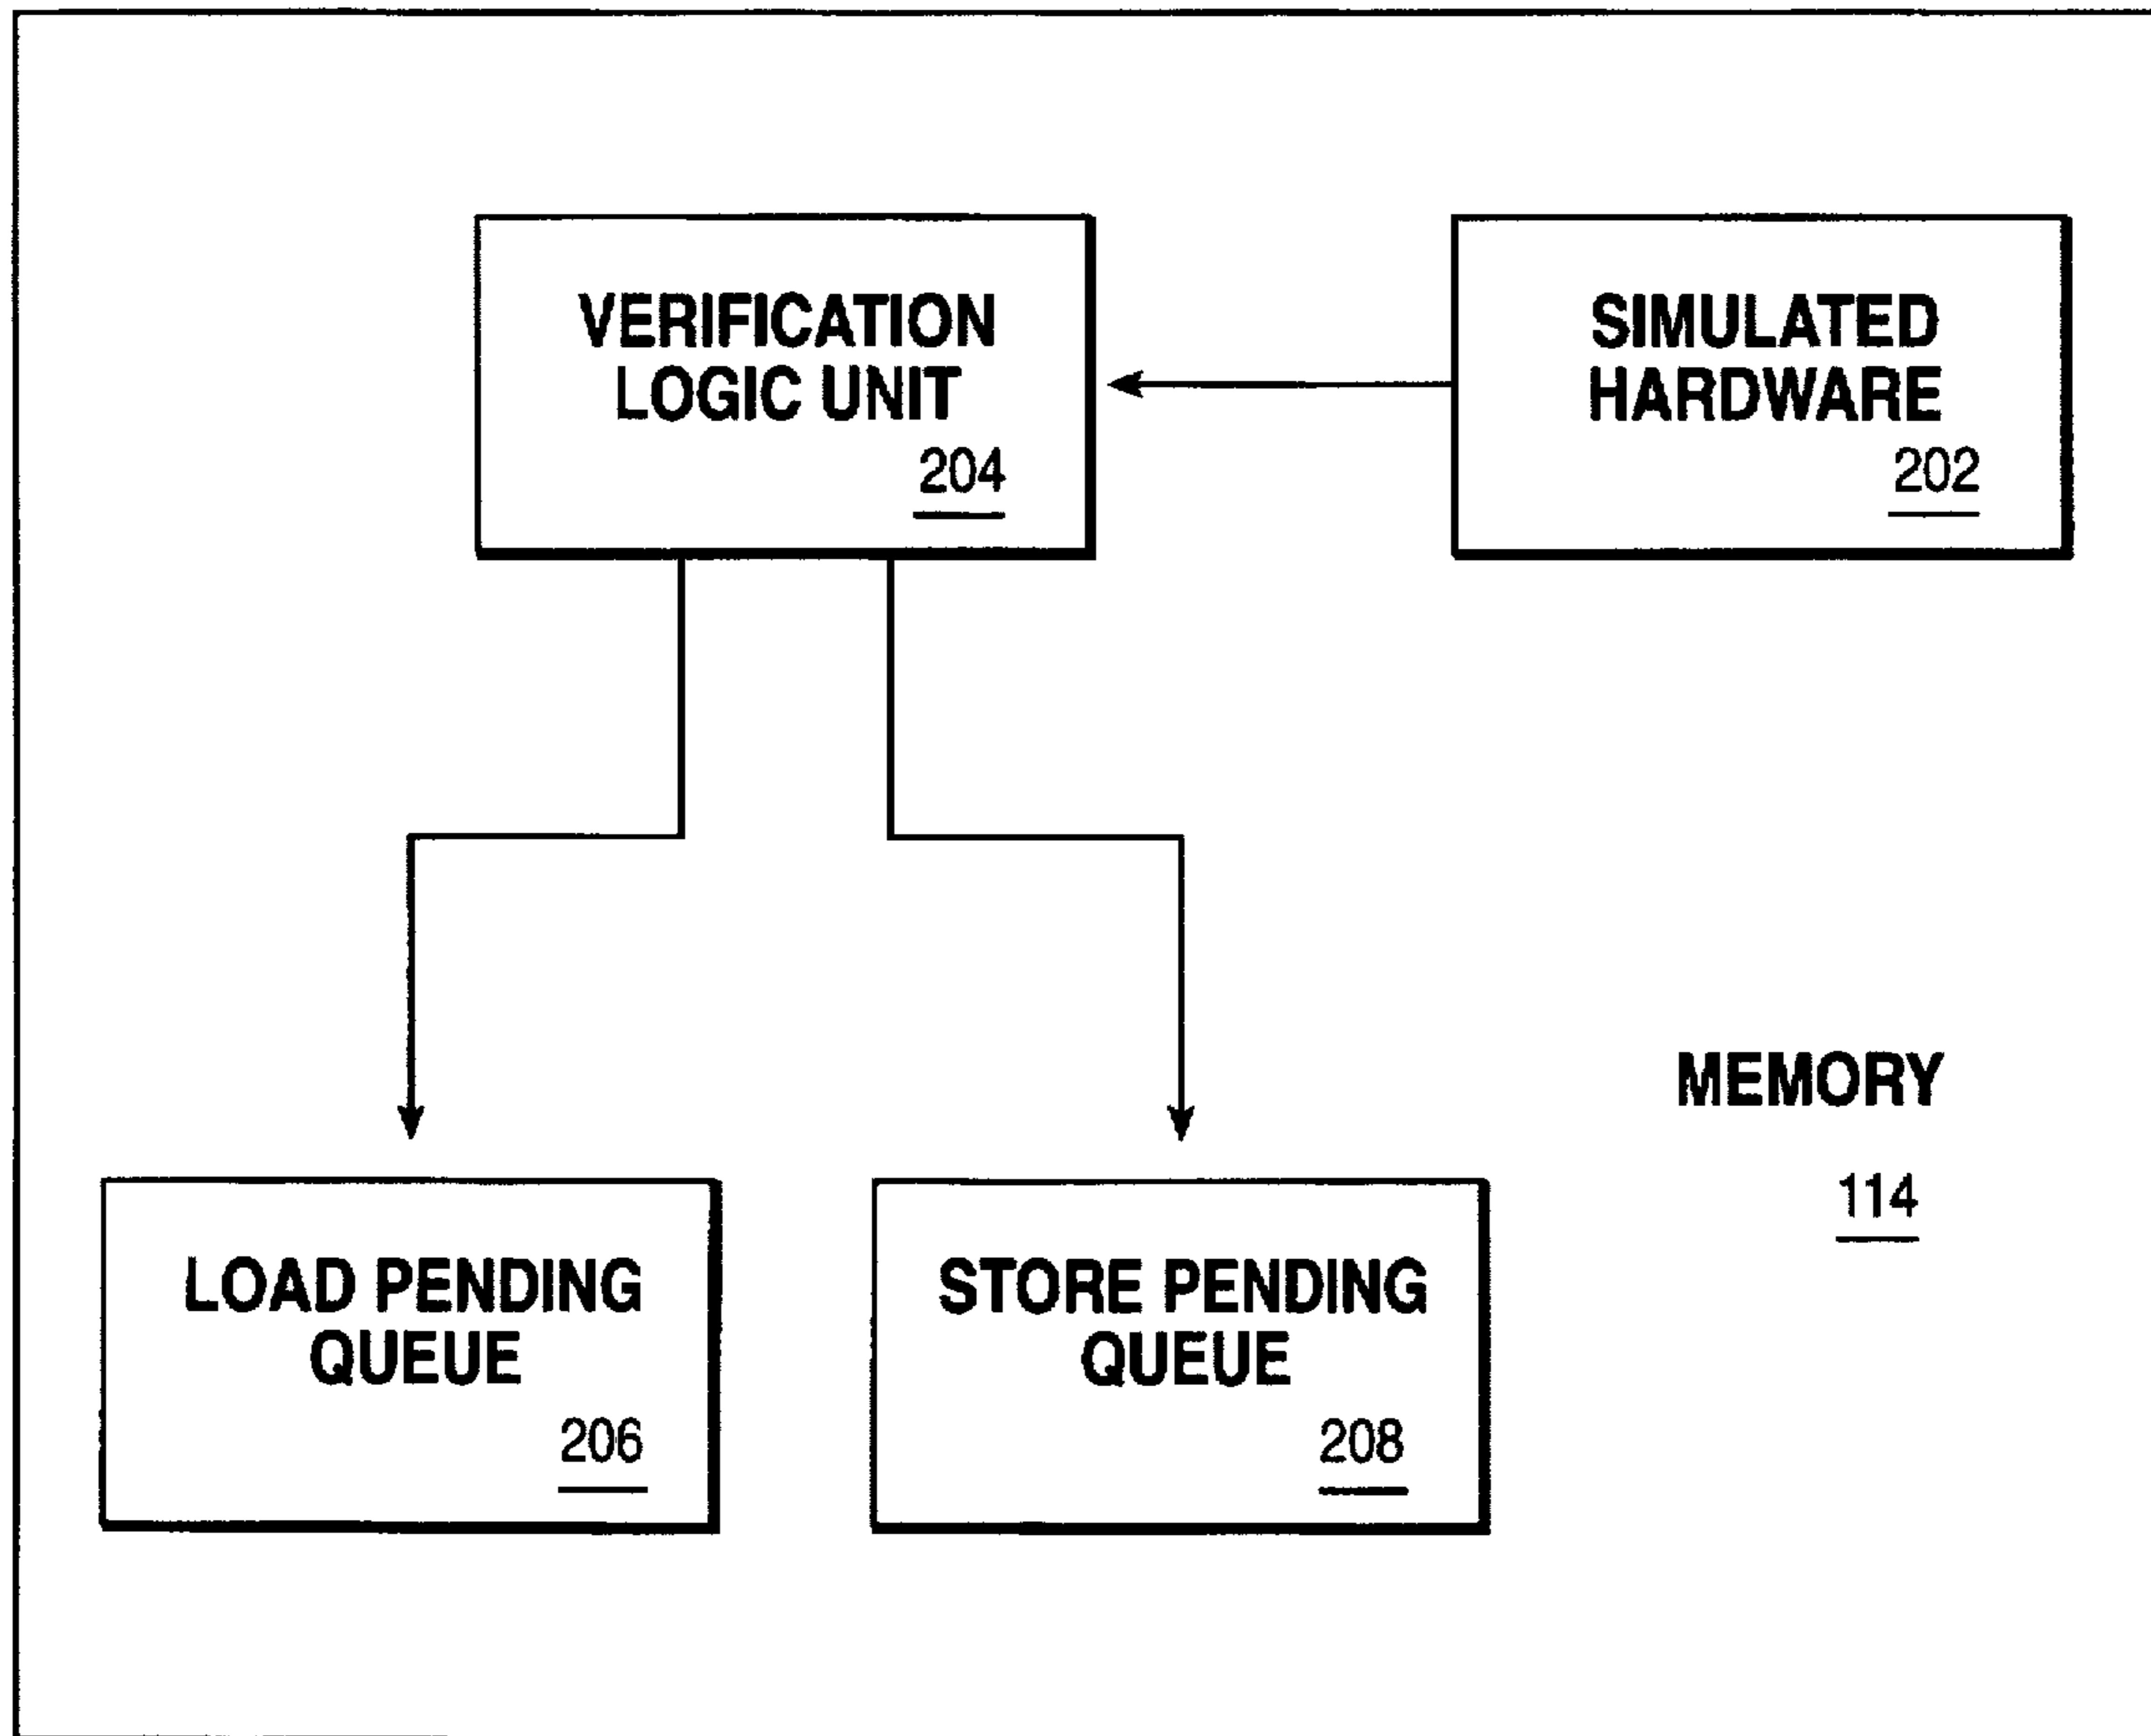 VERIFICATION
LOGIC UNIT
204
SIMULATED
HARDWARE
202
MEMORY
114
LOAD PENDING
QUEUE
206
STORE PENDING
QUEUE
208